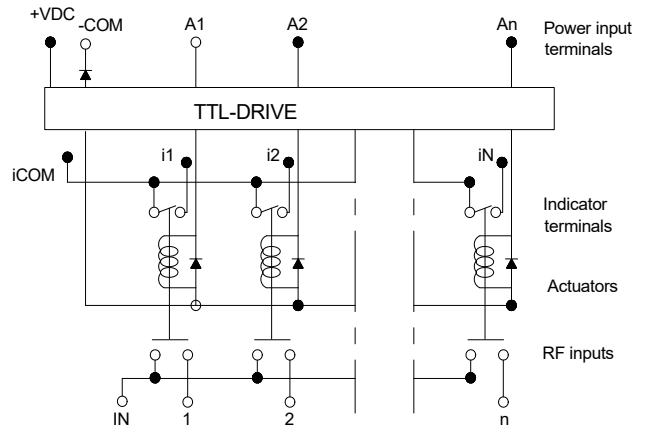 +VDC -COM A1 A2 An Power input
terminals
TTL-DRIVE
iCOM i1 i2 iN
Indicator
terminals
Actuators
RF inputs
IN 1 2 n